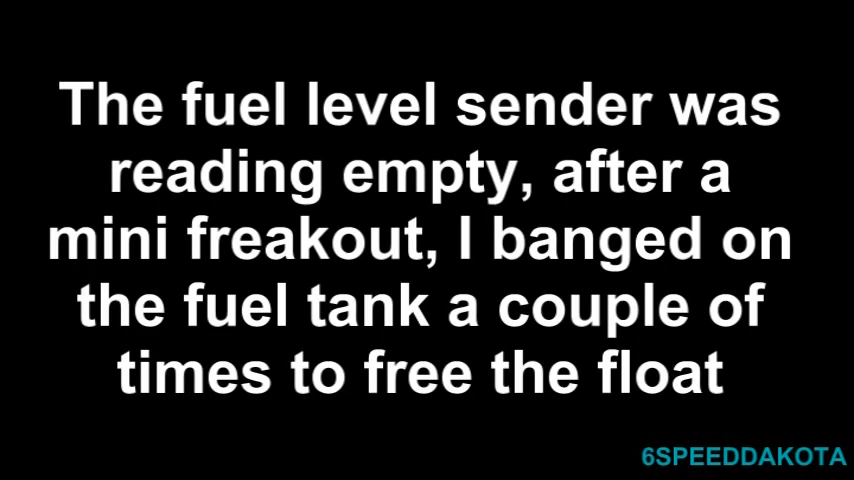 The fuel level sender was
reading empty, after a
mini freakout, I banged on
the fuel tank a couple of
times to free the float
6SPEEDDAKOTA